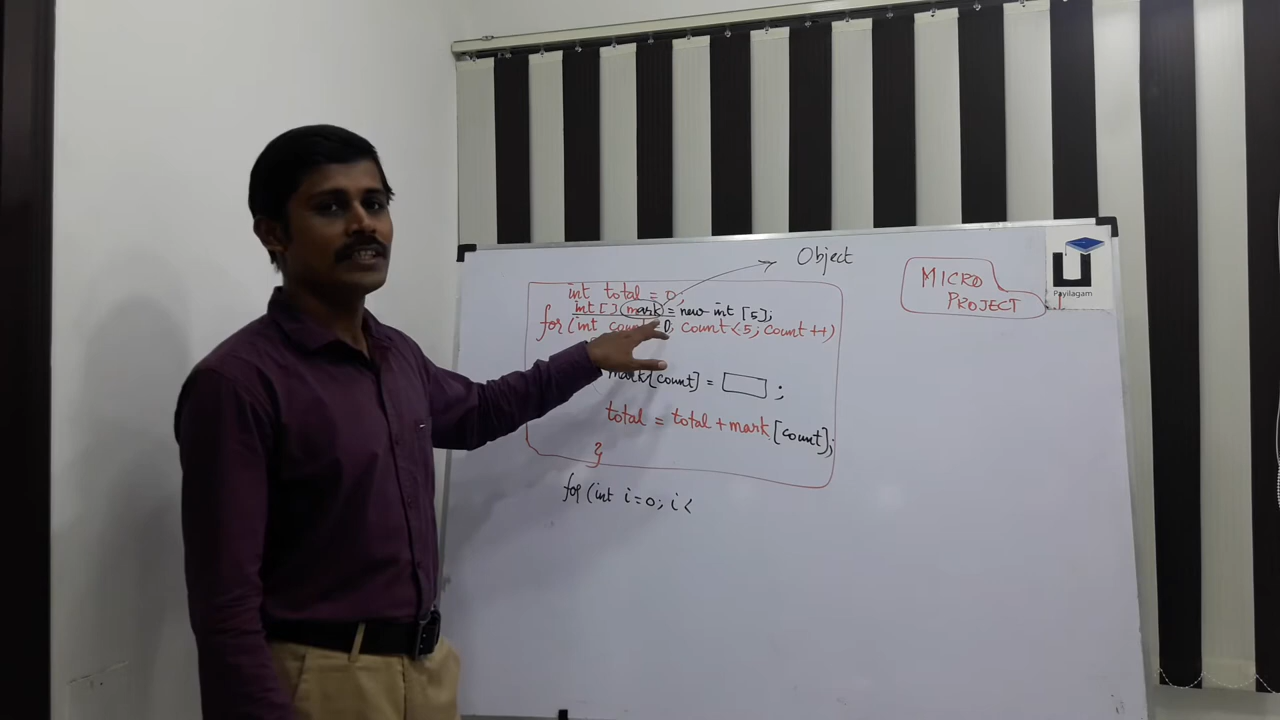 Object
int total = 0;
int[] mark = new int [5];
for (int count=0; count<5; count++)
mark[count] = ;
total = total + mark [count];
}
for (int i=0; i<
MICRO
PROJECT
Payilagam